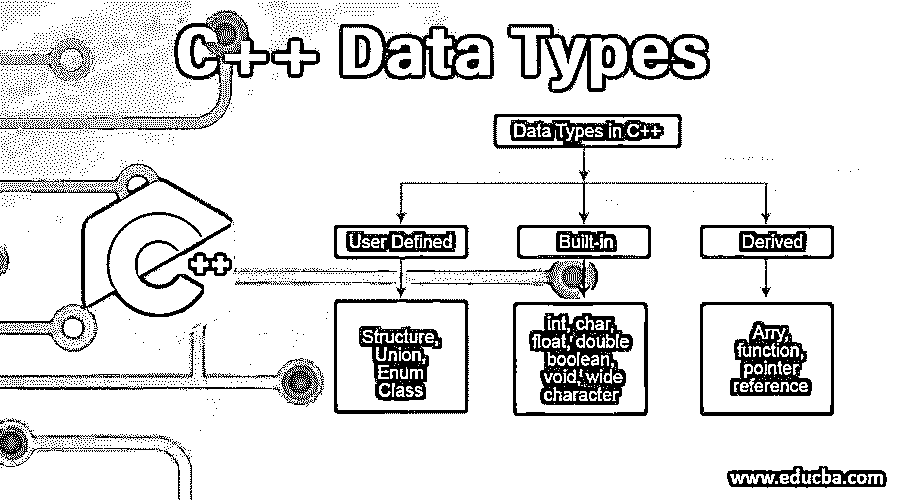 C++ Data Types
Data Types in C++
User Defined
Built-in
Derived
Structure,
Union,
Enum
Class
int, char,
float, double
boolean,
void, wide
character
Arry,
function,
pointer
reference
C++
www.educba.com